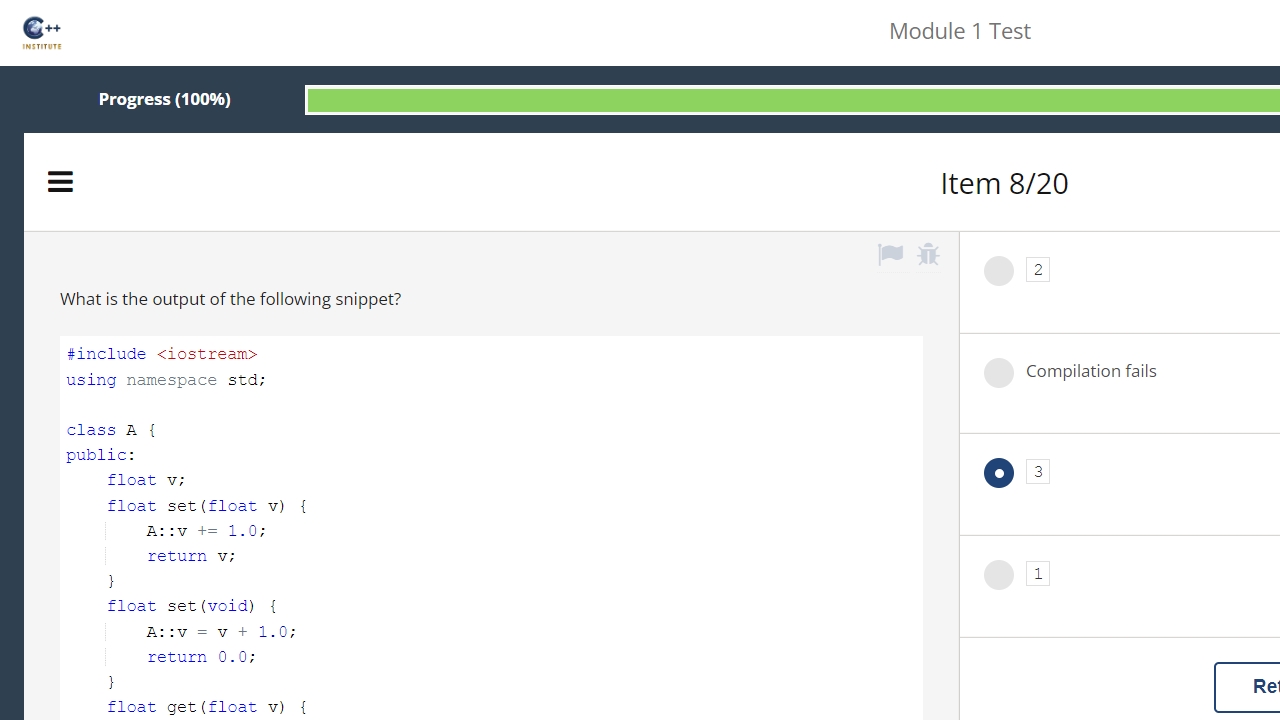 C++
INSTITUTE
Module 1 Test
Progress (100%)
Item 8/20
What is the output of the following snippet?
#include <iostream>
using namespace std;
class A {
public:
    float v;
    float set(float v) {
        A::v += 1.0;
        return v;
    }
    float set(void) {
        A::v = v + 1.0;
        return 0.0;
    }
    float get(float v) {
2
Compilation fails
3
1